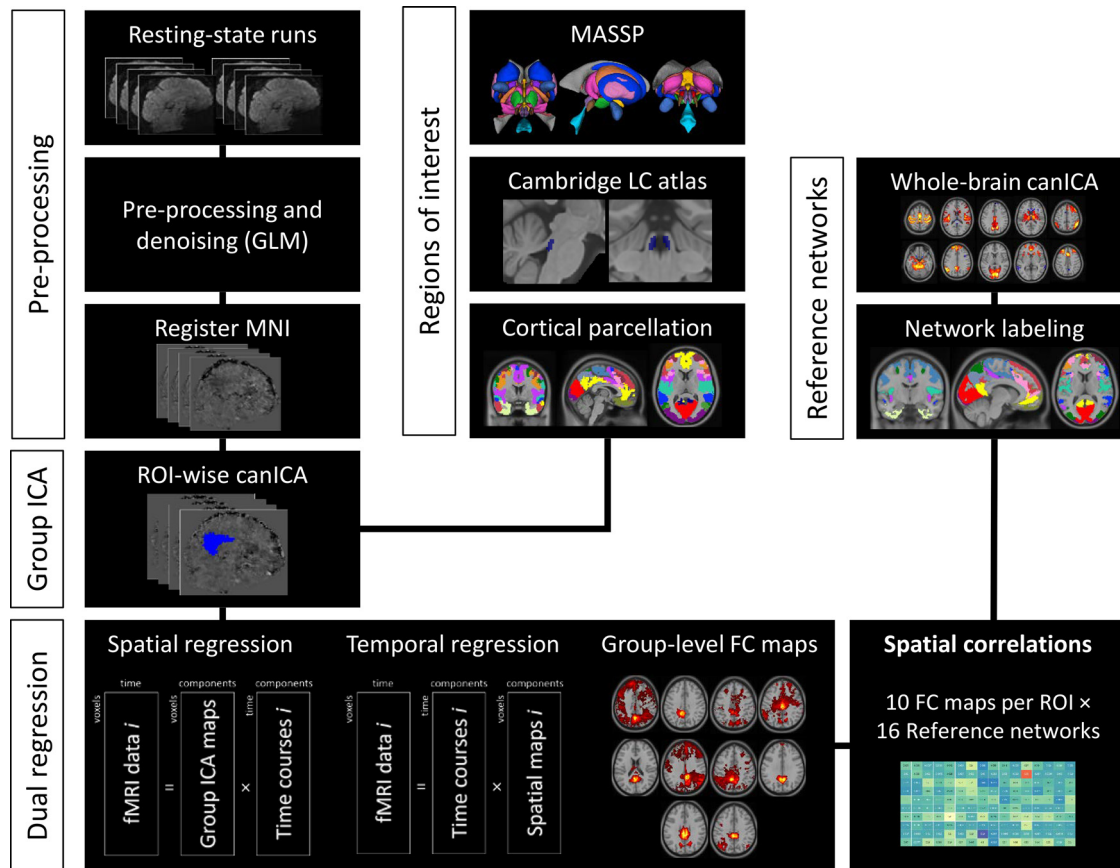 Pre-processing
Resting-state runs
Pre-processing and
denoising (GLM)
Register MNI
Regions of interest
MASSP
Cambridge LC atlas
Cortical parcellation
Reference networks
Whole-brain canICA
Network labeling
Group ICA
ROI-wise canICA
Dual regression
Spatial regression
time
voxels
fMRI data i
=
components
voxels
Group ICA maps
×
components
time
Time courses i
Temporal regression
time
voxels
fMRI data i
=
components
time
Time courses i
×
components
voxels
Spatial maps i
Group-level FC maps
Spatial correlations
10 FC maps per ROI ×
16 Reference networks